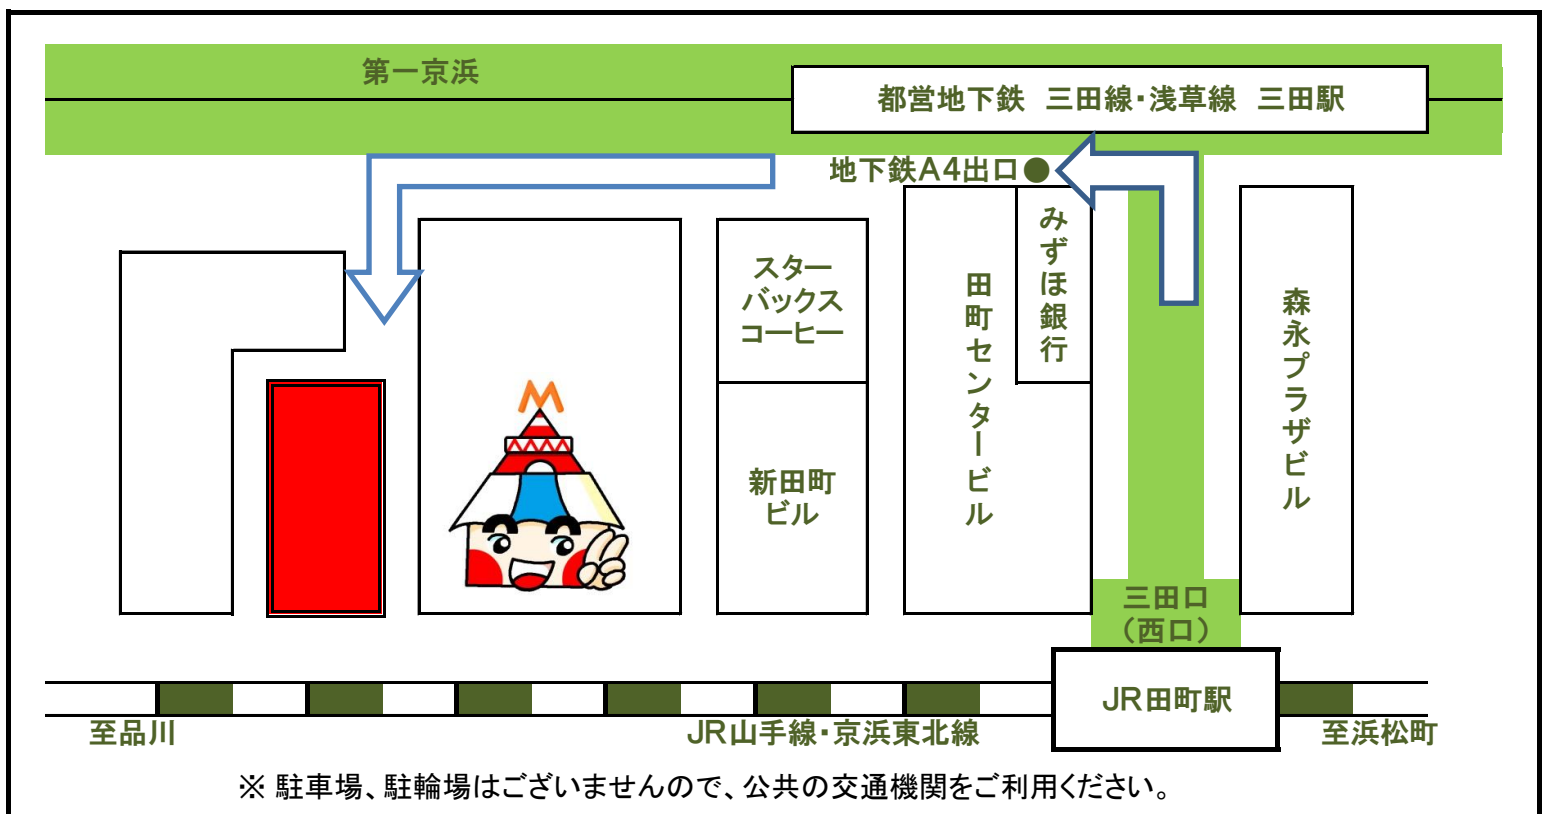 第一京浜
都営地下鉄　三田線・浅草線　三田駅
地下鉄A4出口●
スター
バックス
コーヒー
新田町
ビル
田町センタービル
みずほ銀行
森永プラザビル
三田口
（西口）
JR田町駅
至品川
JR山手線・京浜東北線
至浜松町
※ 駐車場、駐輪場はございませんので、公共の交通機関をご利用ください。